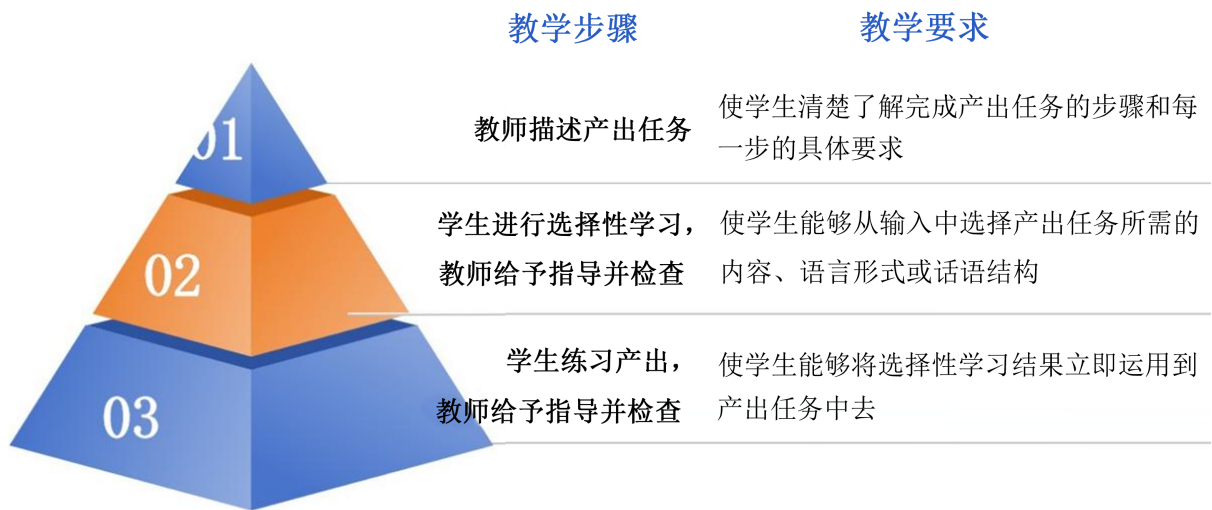 教学步骤 教学要求
01
教师描述产出任务
使学生清楚了解完成产出任务的步骤和每
一步的具体要求
02
学生进行选择性学习，
教师给予指导并检查
使学生能够从输入中选择产出任务所需的
内容、语言形式或话语结构
03
学生练习产出，
教师给予指导并检查
使学生能够将选择性学习结果立即运用到
产出任务中去